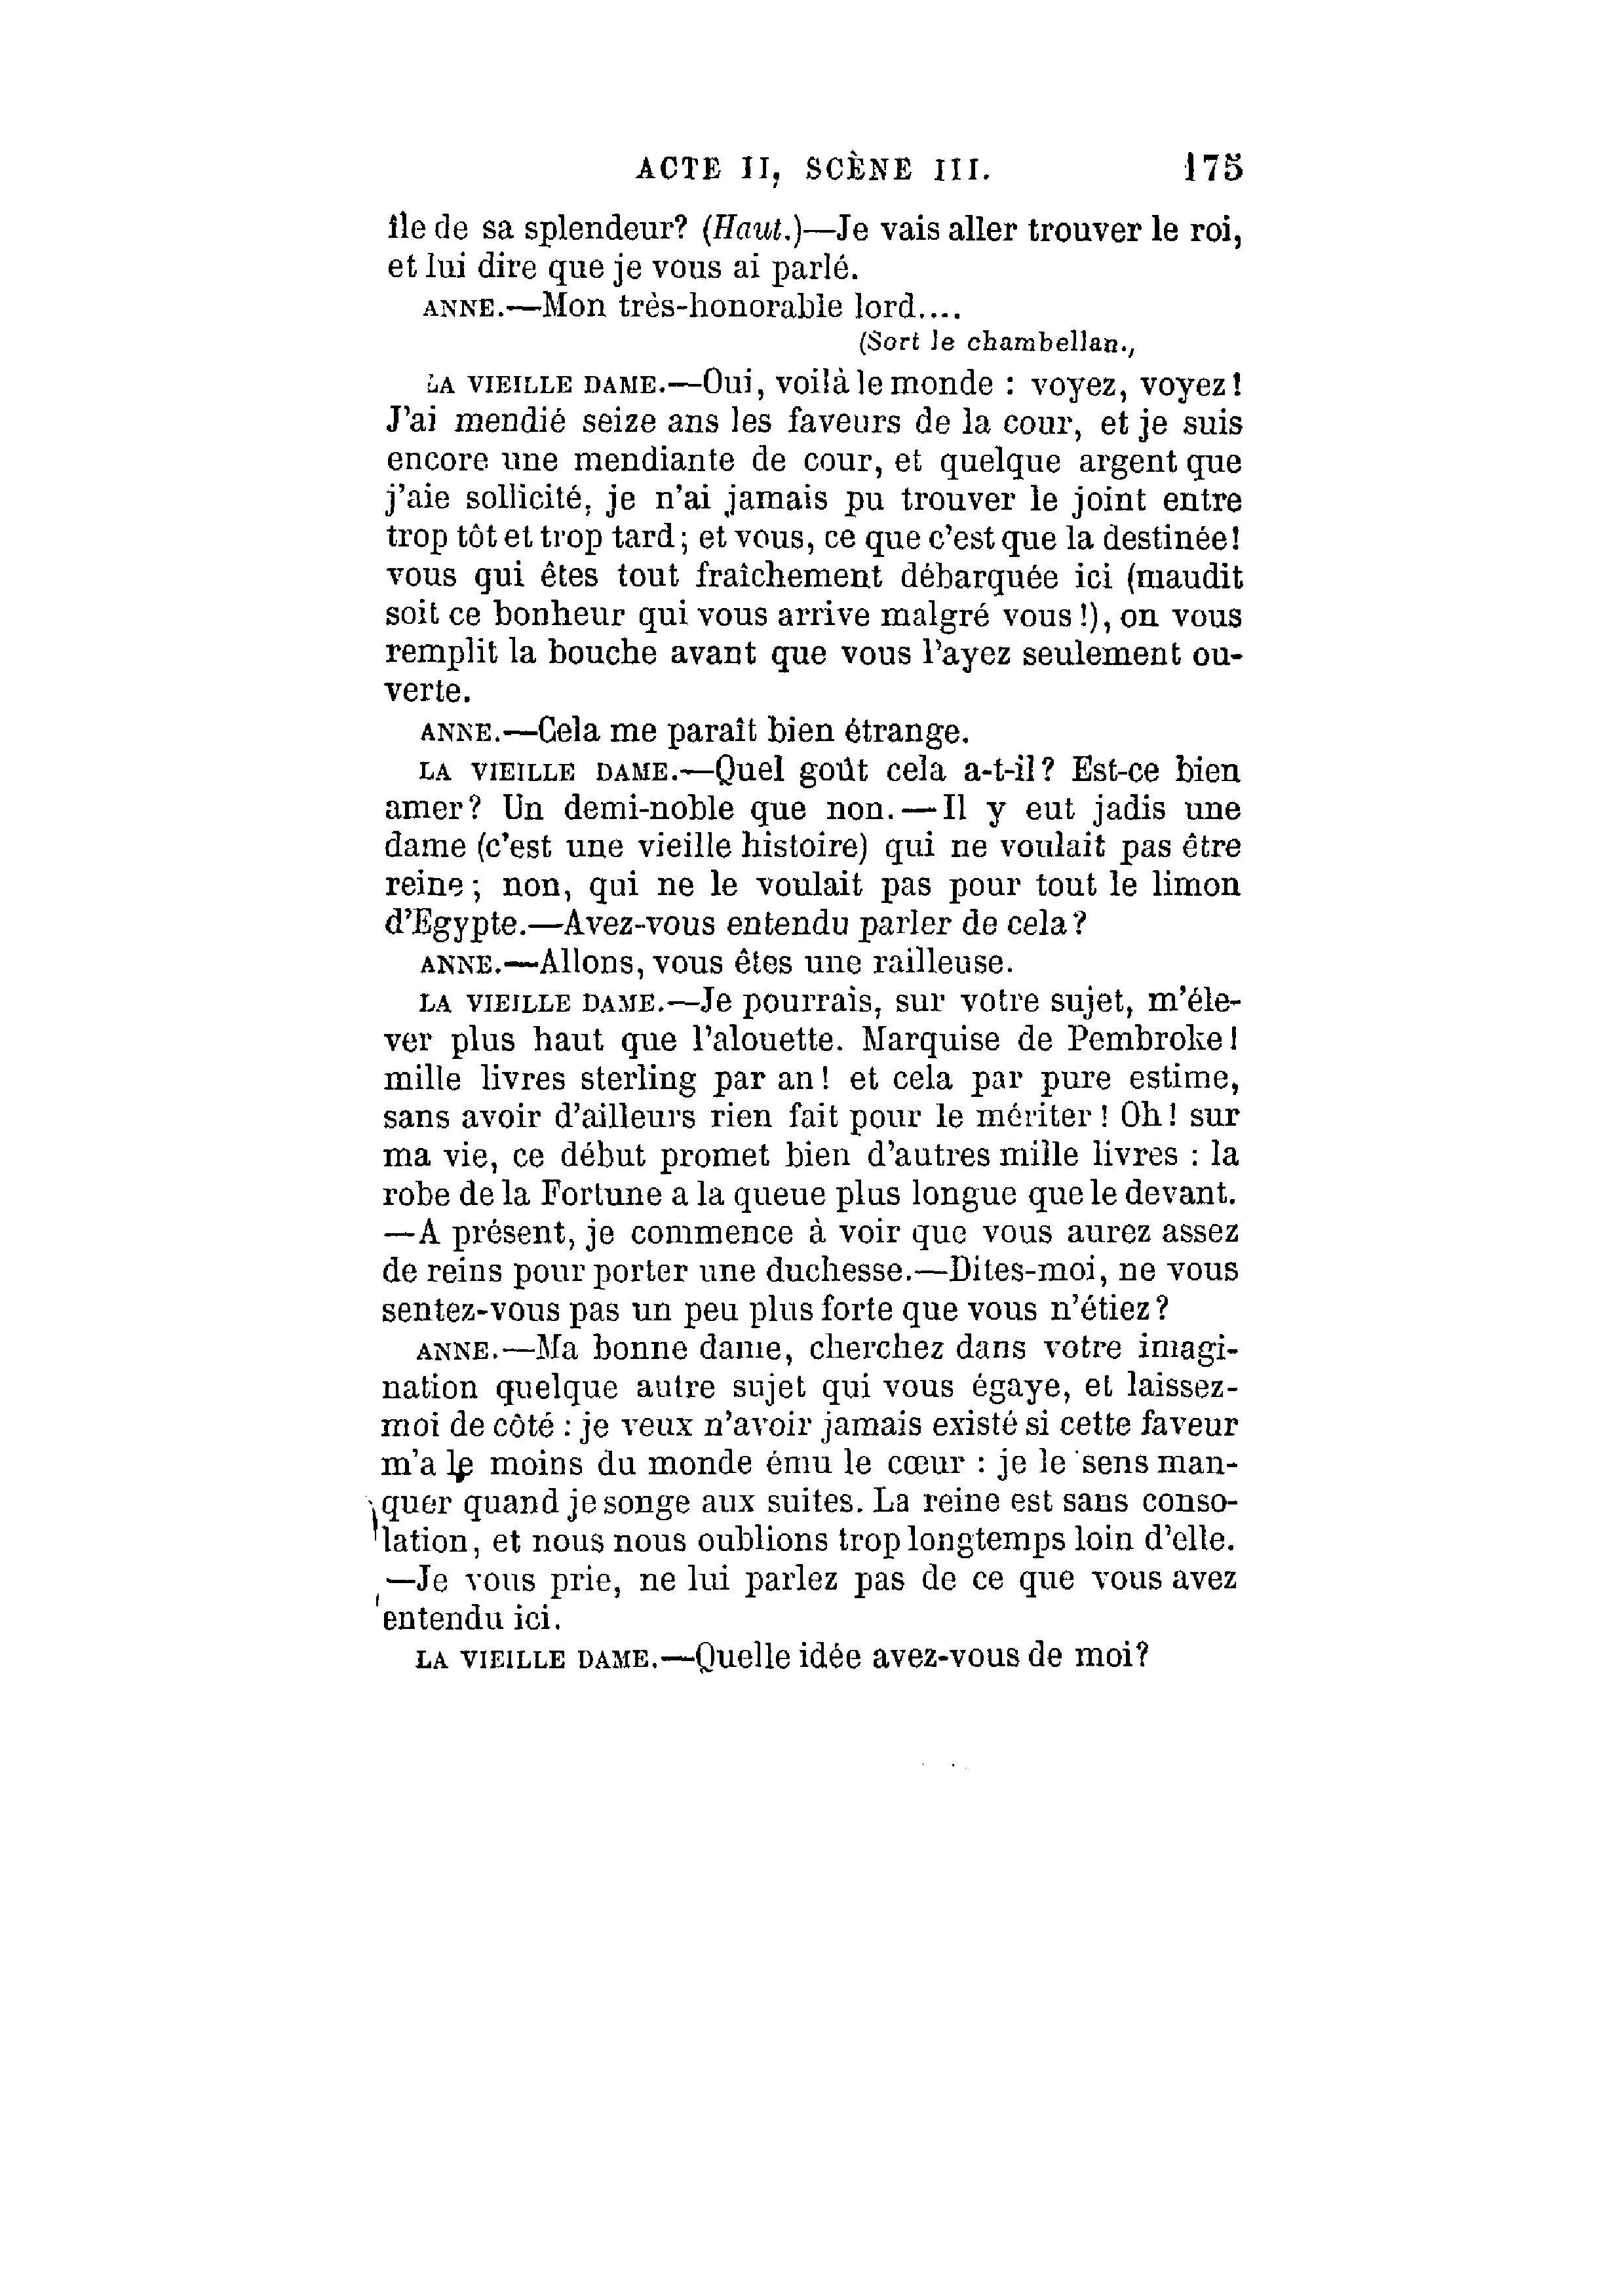 ACTE II, SCÈNE III. 175
île de sa splendeur? (Haut.)—Je vais aller trouver le roi,
et lui dire que je vous ai parlé.
ANNE.—Mon très-honorable lord....
(Sort le chambellan.,
LA VIEILLE DAME.—Oui, voilà le monde : voyez, voyez!
J'ai mendié seize ans les faveurs de la cour, et je suis
encore une mendiante de cour, et quelque argent que
j'aie sollicité, je n'ai jamais pu trouver le joint entre
trop tôt et trop tard; et vous, ce que c'est que la destinée!
vous qui êtes tout fraîchement débarquée ici (maudit
soit ce bonheur qui vous arrive malgré vous!), on vous
remplit la bouche avant que vous l'ayez seulement ou-
verte.
ANNE.—Cela me paraît bien étrange.
LA VIEILLE DAME.—Quel goût cela a-t-il? Est-ce bien
amer? Un demi-noble que non.—Il y eut jadis une
dame (c'est une vieille histoire) qui ne voulait pas être
reine; non, qui ne le voulait pas pour tout le limon
d'Egypte.—Avez-vous entendu parler de cela?
ANNE.—Allons, vous êtes une railleuse.
LA VIEILLE DAME.—Je pourrais, sur votre sujet, m'éle-
ver plus haut que l'alouette. Marquise de Pembroke!
mille livres sterling par an! et cela par pure estime,
sans avoir d'ailleurs rien fait pour le mériter! Oh! sur
ma vie, ce début promet bien d'autres mille livres : la
robe de la Fortune a la queue plus longue que le devant.
—A présent, je commence à voir que vous aurez assez
de reins pour porter une duchesse.—Dites-moi, ne vous
sentez-vous pas un peu plus forte que vous n'étiez?
ANNE.—Ma bonne dame, cherchez dans votre imagi-
nation quelque autre sujet qui vous égaye, et laissez-
moi de côté : je veux n'avoir jamais existé si cette faveur
m'a le moins du monde ému le cœur : je le sens man-
quer quand je songe aux suites. La reine est sans conso-
lation, et nous nous oublions trop longtemps loin d'elle.
—Je vous prie, ne lui parlez pas de ce que vous avez
entendu ici.
LA VIEILLE DAME.—Quelle idée avez-vous de moi?